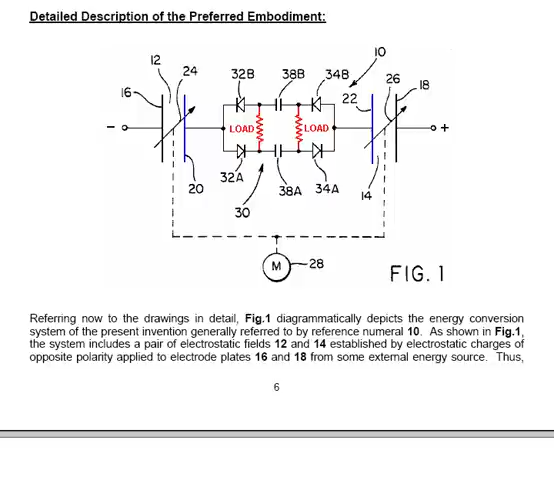 Detailed Description of the Preferred Embodiment:
10
12
24
32B
38B
34B
26
18
16
22
− +
LOAD LOAD
20
32A
38A
34A
14
30
M
28
FIG. 1
Referring now to the drawings in detail, Fig.1 diagrammatically depicts the energy conversion
system of the present invention generally referred to by reference numeral 10. As shown in Fig.1,
the system includes a pair of electrostatic fields 12 and 14 established by electrostatic charges of
opposite polarity applied to electrode plates 16 and 18 from some external energy source. Thus,
6